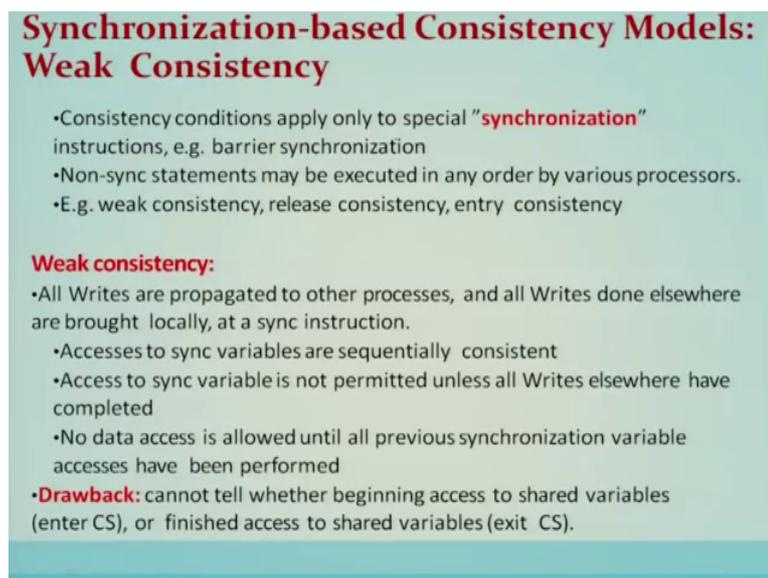 Synchronization-based Consistency Models:
Weak Consistency
•Consistency conditions apply only to special "synchronization"
instructions, e.g. barrier synchronization
•Non-sync statements may be executed in any order by various processors.
•E.g. weak consistency, release consistency, entry consistency
Weak consistency:
•All Writes are propagated to other processes, and all Writes done elsewhere
are brought locally, at a sync instruction.
•Accesses to sync variables are sequentially consistent
•Access to sync variable is not permitted unless all Writes elsewhere have
completed
•No data access is allowed until all previous synchronization variable
accesses have been performed
•Drawback: cannot tell whether beginning access to shared variables
(enter CS), or finished access to shared variables (exit CS).